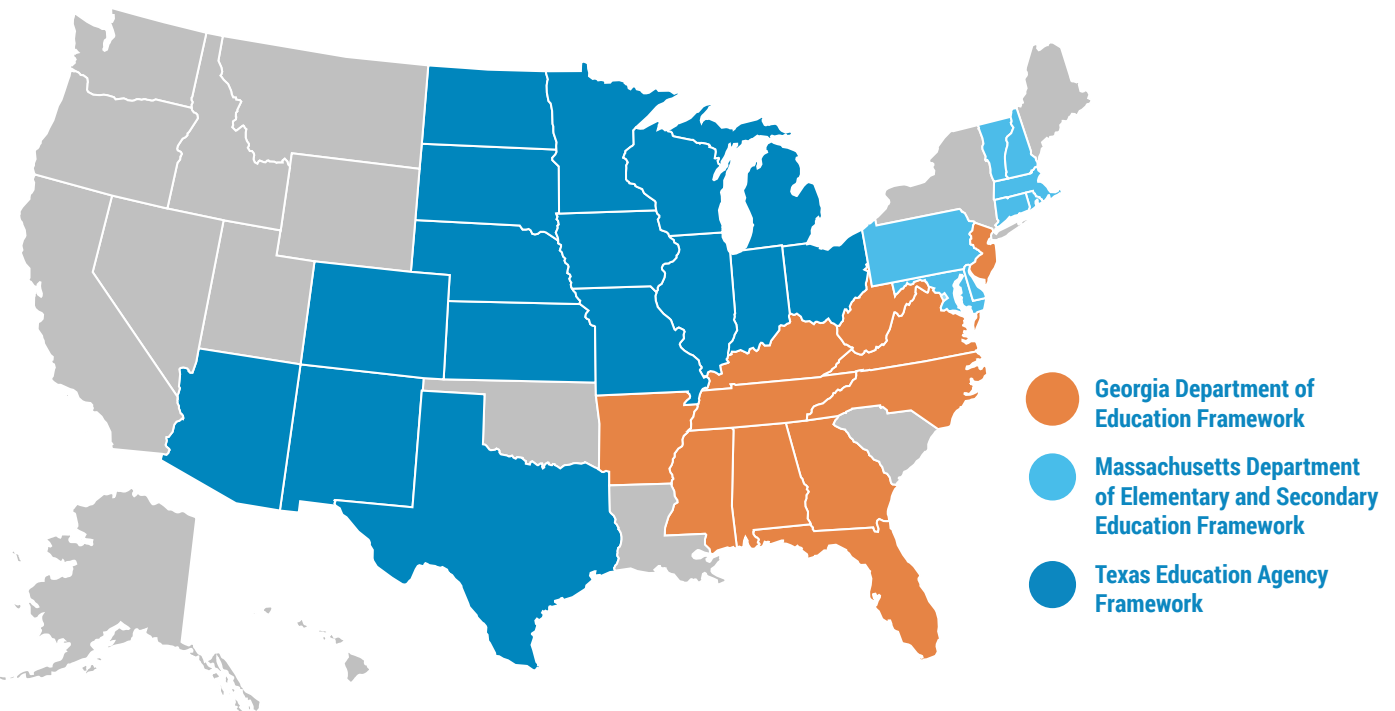 Georgia Department of
Education Framework
Massachusetts Department
of Elementary and Secondary
Education Framework
Texas Education Agency
Framework